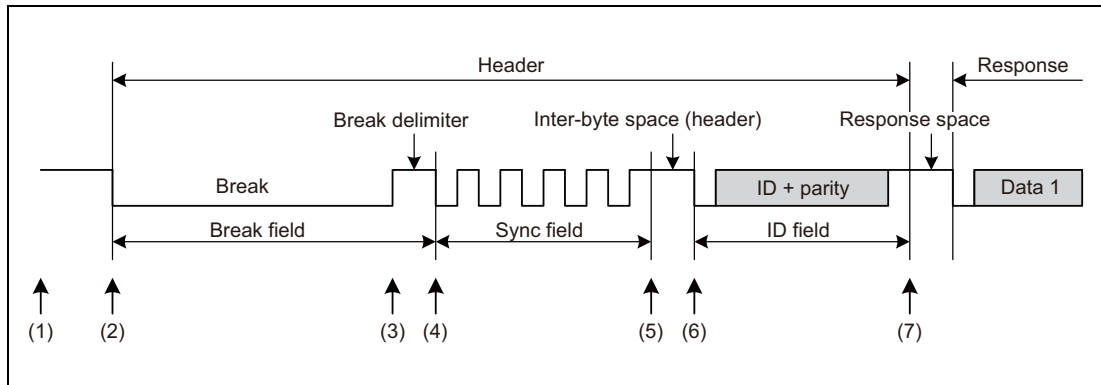 Header
Response
Break delimiter
Inter-byte space (header)
Response space
Break
ID + parity
Data 1
Break field
Sync field
ID field
(1)
(2)
(3)
(4)
(5)
(6)
(7)